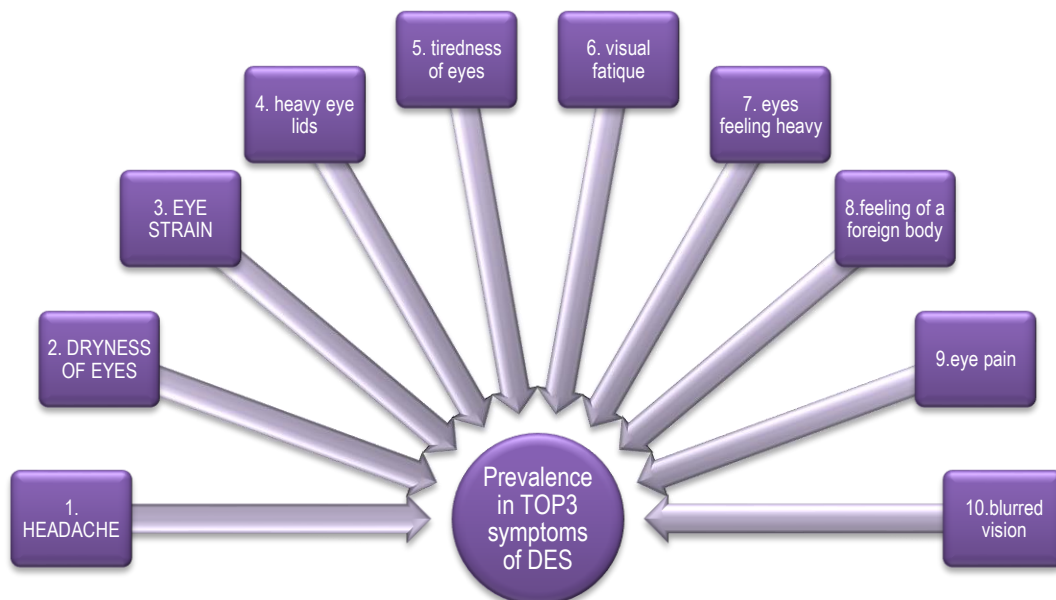 1.
HEADACHE
2. DRYNESS
OF EYES
3. EYE
STRAIN
4. heavy eye
lids
5. tiredness
of eyes
6. visual
fatique
7. eyes
feeling heavy
8.feeling of a
foreign body
9.eye pain
10.blurred
vision
Prevalence
in TOP3
symptoms
of DES